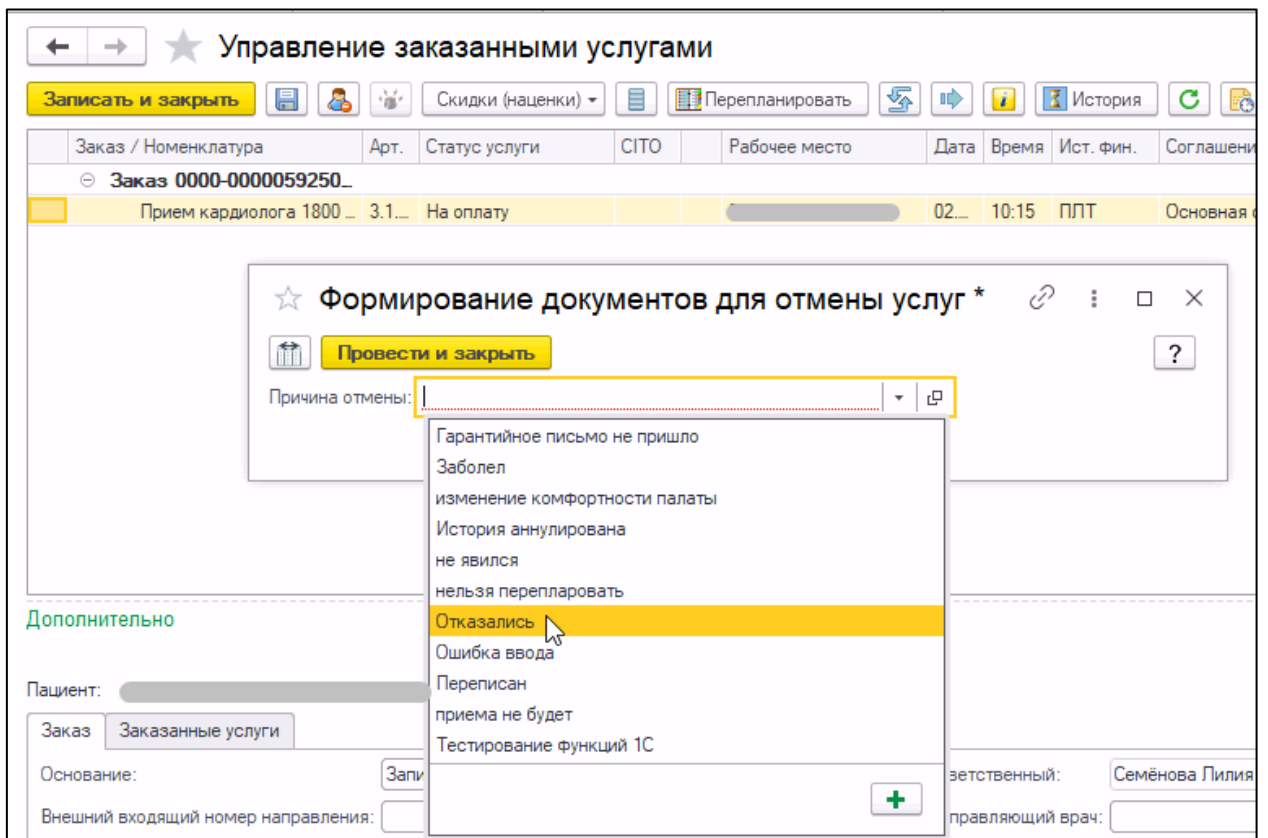 Управление заказанными услугами
Записать и закрыть Скидки (наценки) Перепланировать i История
Заказ / Номенклатура Арт. Статус услуги CITO Рабочее место Дата Время Ист. фин. Соглашени
Заказ 0000-0000059250...
Прием кардиолога 1800 ... 3.1... На оплату 02... 10:15 ПЛТ Основная
Формирование документов для отмены услуг *
Провести и закрыть ?
Причина отмены:
Гарантийное письмо не пришло
Заболел
изменение комфортности палаты
История аннулирована
не явился
нельзя перепларовать
Отказались
Ошибка ввода
Переписан
приема не будет
Тестирование функций 1С
Дополнительно
Пациент:
Заказ Заказанные услуги
Основание: Запи ветственный: Семёнова Лилия
Внешний входящий номер направления: правляющий врач: